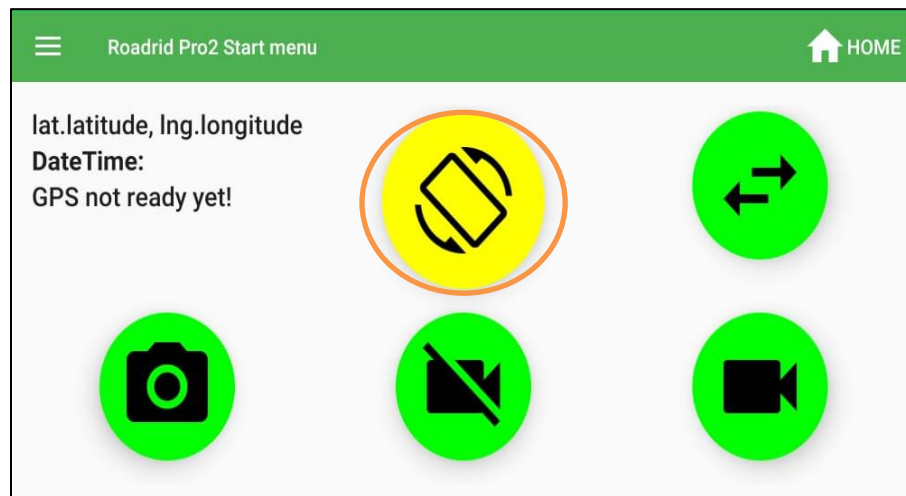 Roadrid Pro2 Start menu
HOME
lat.latitude, lng.longitude
DateTime:
GPS not ready yet!